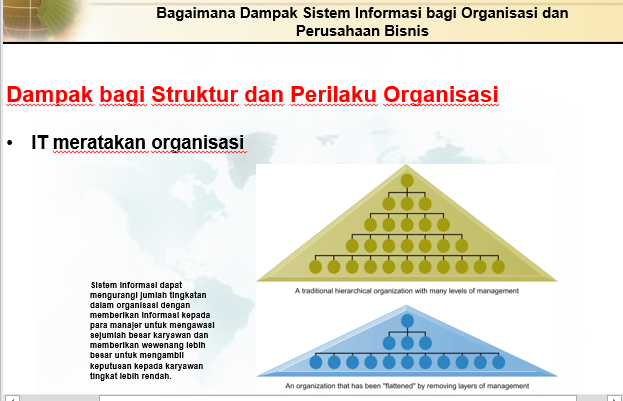 Bagaimana Dampak Sistem Informasi bagi Organisasi dan
Perusahaan Bisnis
Dampak bagi Struktur dan Perilaku Organisasi
• IT meratakan organisasi
A traditional hierarchical organization with many levels of management
Sistem informasi dapat
mengurangi jumlah tingkatan
dalam organisasi dengan
memberikan informasi kepada
para manajer untuk mengawasi
sejumlah besar karyawan dan
memberikan wewenang lebih
besar untuk mengambil
keputusan kepada karyawan
tingkat lebih rendah.
An organization that has been "flattened" by removing layers of management